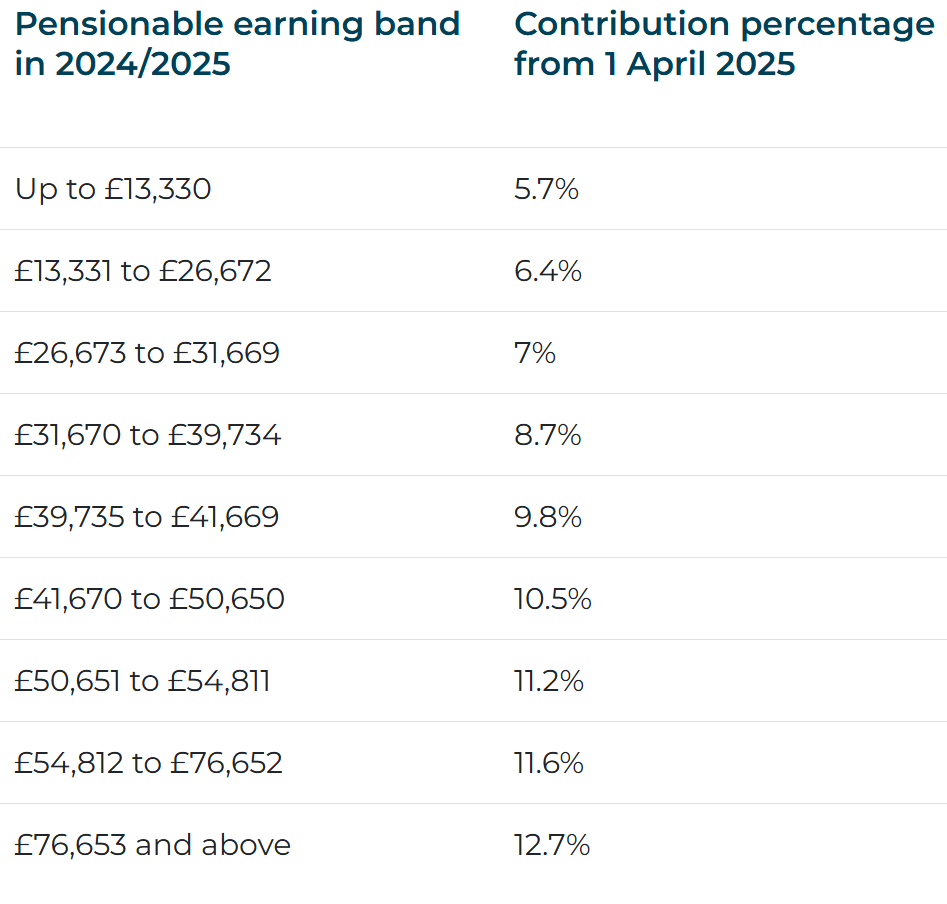 Pensionable earning band Contribution percentage
in 2024/2025 from 1 April 2025
Up to £13,330 5.7%
£13,331 to £26,672 6.4%
£26,673 to £31,669 7%
£31,670 to £39,734 8.7%
£39,735 to £41,669 9.8%
£41,670 to £50,650 10.5%
£50,651 to £54,811 11.2%
£54,812 to £76,652 11.6%
£76,653 and above 12.7%